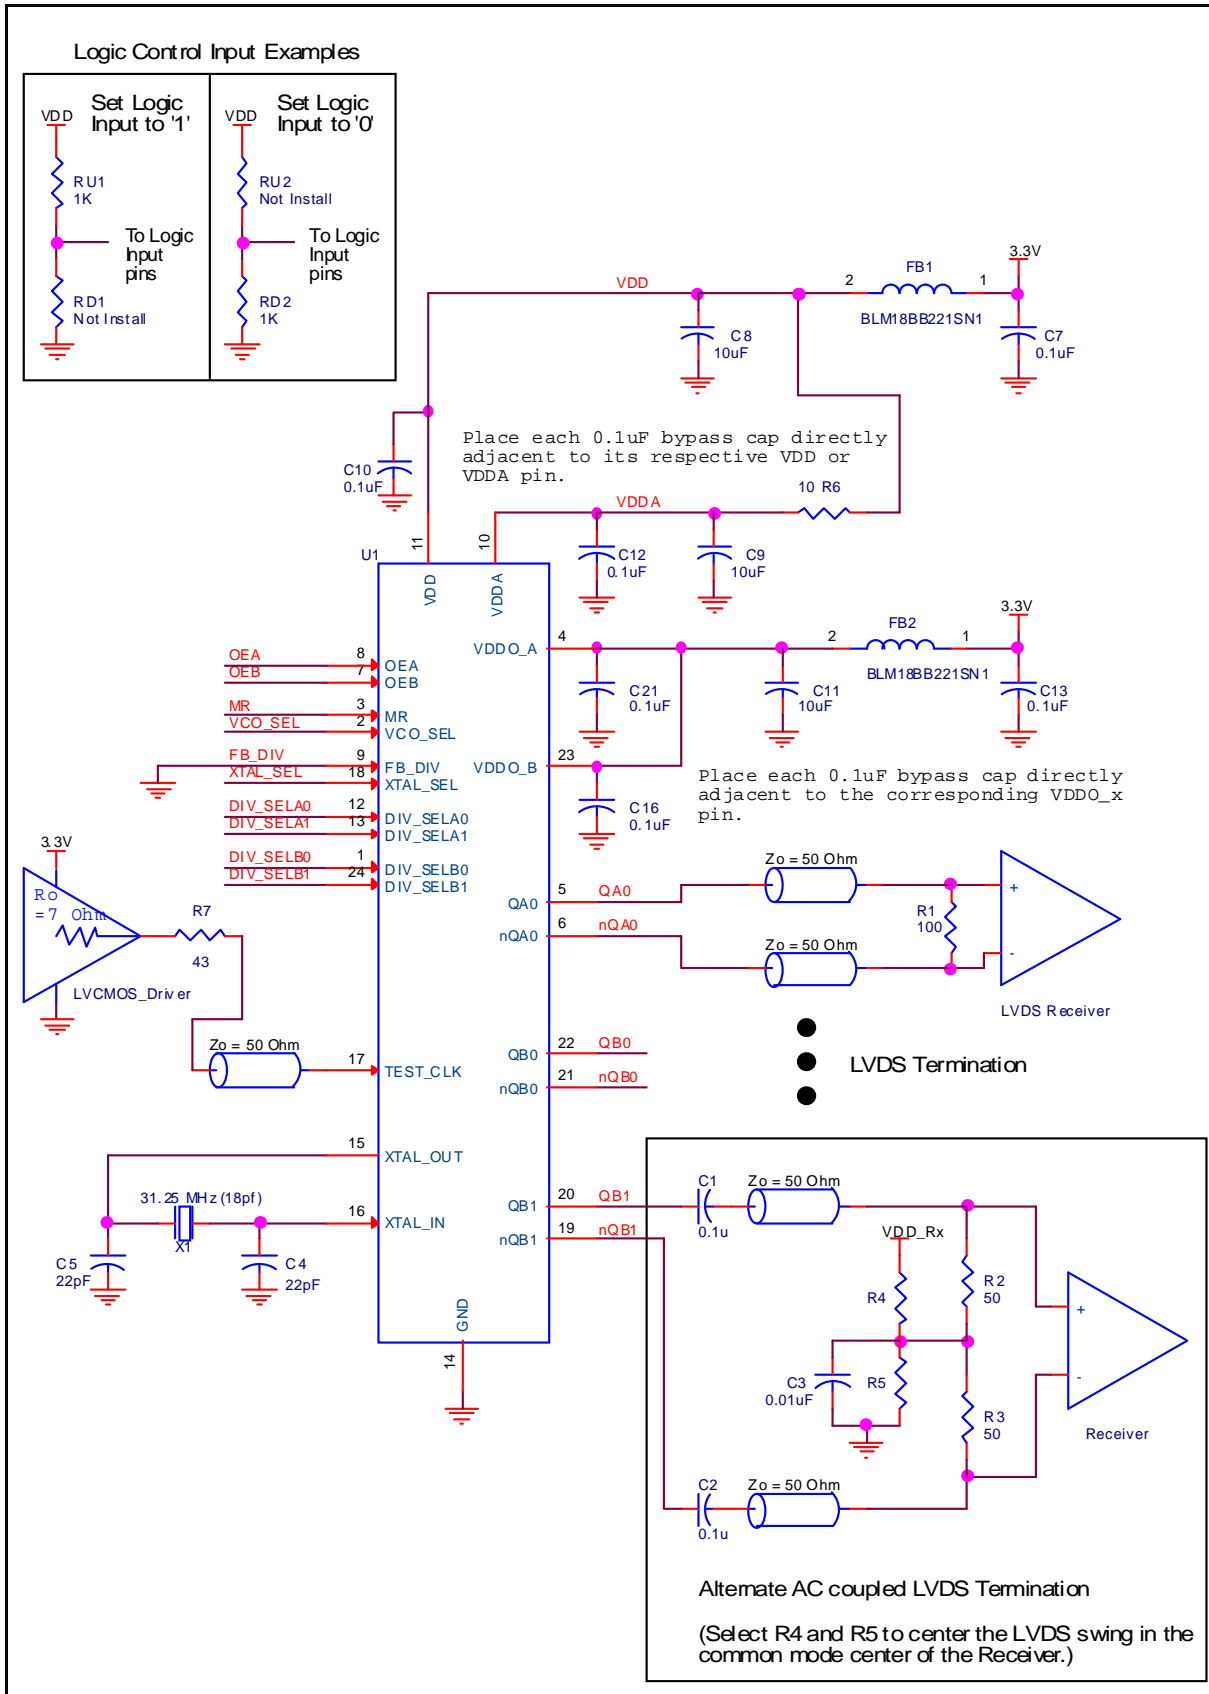 Logic Control Input Examples
VDD
Set Logic
Input to '1'
RU1
1K
To Logic
Input
pins
RD1
Not Install
VDD
Set Logic
Input to '0'
RU2
Not Install
To Logic
Input
pins
RD2
1K
VDD
2
FB1
1
BLM18BB221SN1
3.3V
C8
10uF
C7
0.1uF
C10
0.1uF
Place each 0.1uF bypass cap directly
adjacent to its respective VDD or
VDDA pin.
VDDA
10 R6
C12
0.1uF
C9
10uF
U1
11
10
VDD
VDDA
3.3V
4
VDDO_A
2
FB2
1
BLM18BB221SN1
C21
0.1uF
C11
10uF
C13
0.1uF
23
VDDO_B
C16
0.1uF
Place each 0.1uF bypass cap directly
adjacent to the corresponding VDDO_x
pin.
OEA
8
OEA
OEB
7
OEB
MR
3
MR
VCO_SEL
2
VCO_SEL
FB_DIV
9
FB_DIV
XTAL_SEL
18
XTAL_SEL
DIV_SELA0
12
DIV_SELA0
DIV_SELA1
13
DIV_SELA1
DIV_SELB0
1
DIV_SELB0
DIV_SELB1
24
DIV_SELB1
3.3V
Ro
=7 Ohm
R7
43
LVCMOS_Driver
Zo = 50 Ohm
17
TEST_CLK
QA0
5
QA0
nQA0
6
nQA0
Zo = 50 Ohm
Zo = 50 Ohm
R1
100
+
-
LVDS Receiver
QB0
22
QB0
nQB0
21
nQB0
LVDS Termination
15
XTAL_OUT
31.25 MHz (18pf)
X1
16
XTAL_IN
C5
22pF
C4
22pF
GND
14
QB1
20
QB1
nQB1
19
nQB1
C1
0.1u
Zo = 50 Ohm
VDD_Rx
R4
R2
50
C3
0.01uF
R5
R3
50
+
-
Receiver
C2
0.1u
Zo = 50 Ohm
Alternate AC coupled LVDS Termination
(Select R4 and R5 to center the LVDS swing in the
common mode center of the Receiver.)